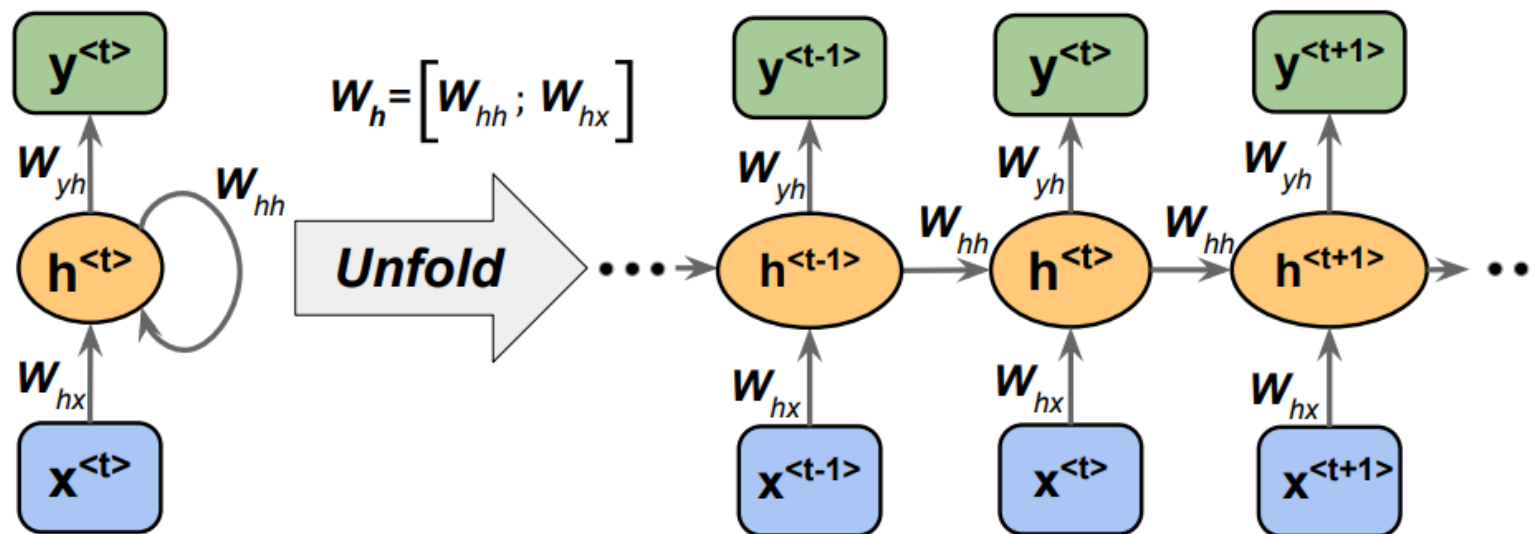 y<t>
W_yh
W_hh
h<t>
W_hx
x<t>
W_h=[W_hh ; W_hx]
Unfold
y<t-1>
y<t>
y<t+1>
W_yh
W_yh
W_yh
h<t-1>
W_hh
h<t>
W_hh
h<t+1>
W_hx
W_hx
W_hx
x<t-1>
x<t>
x<t+1>